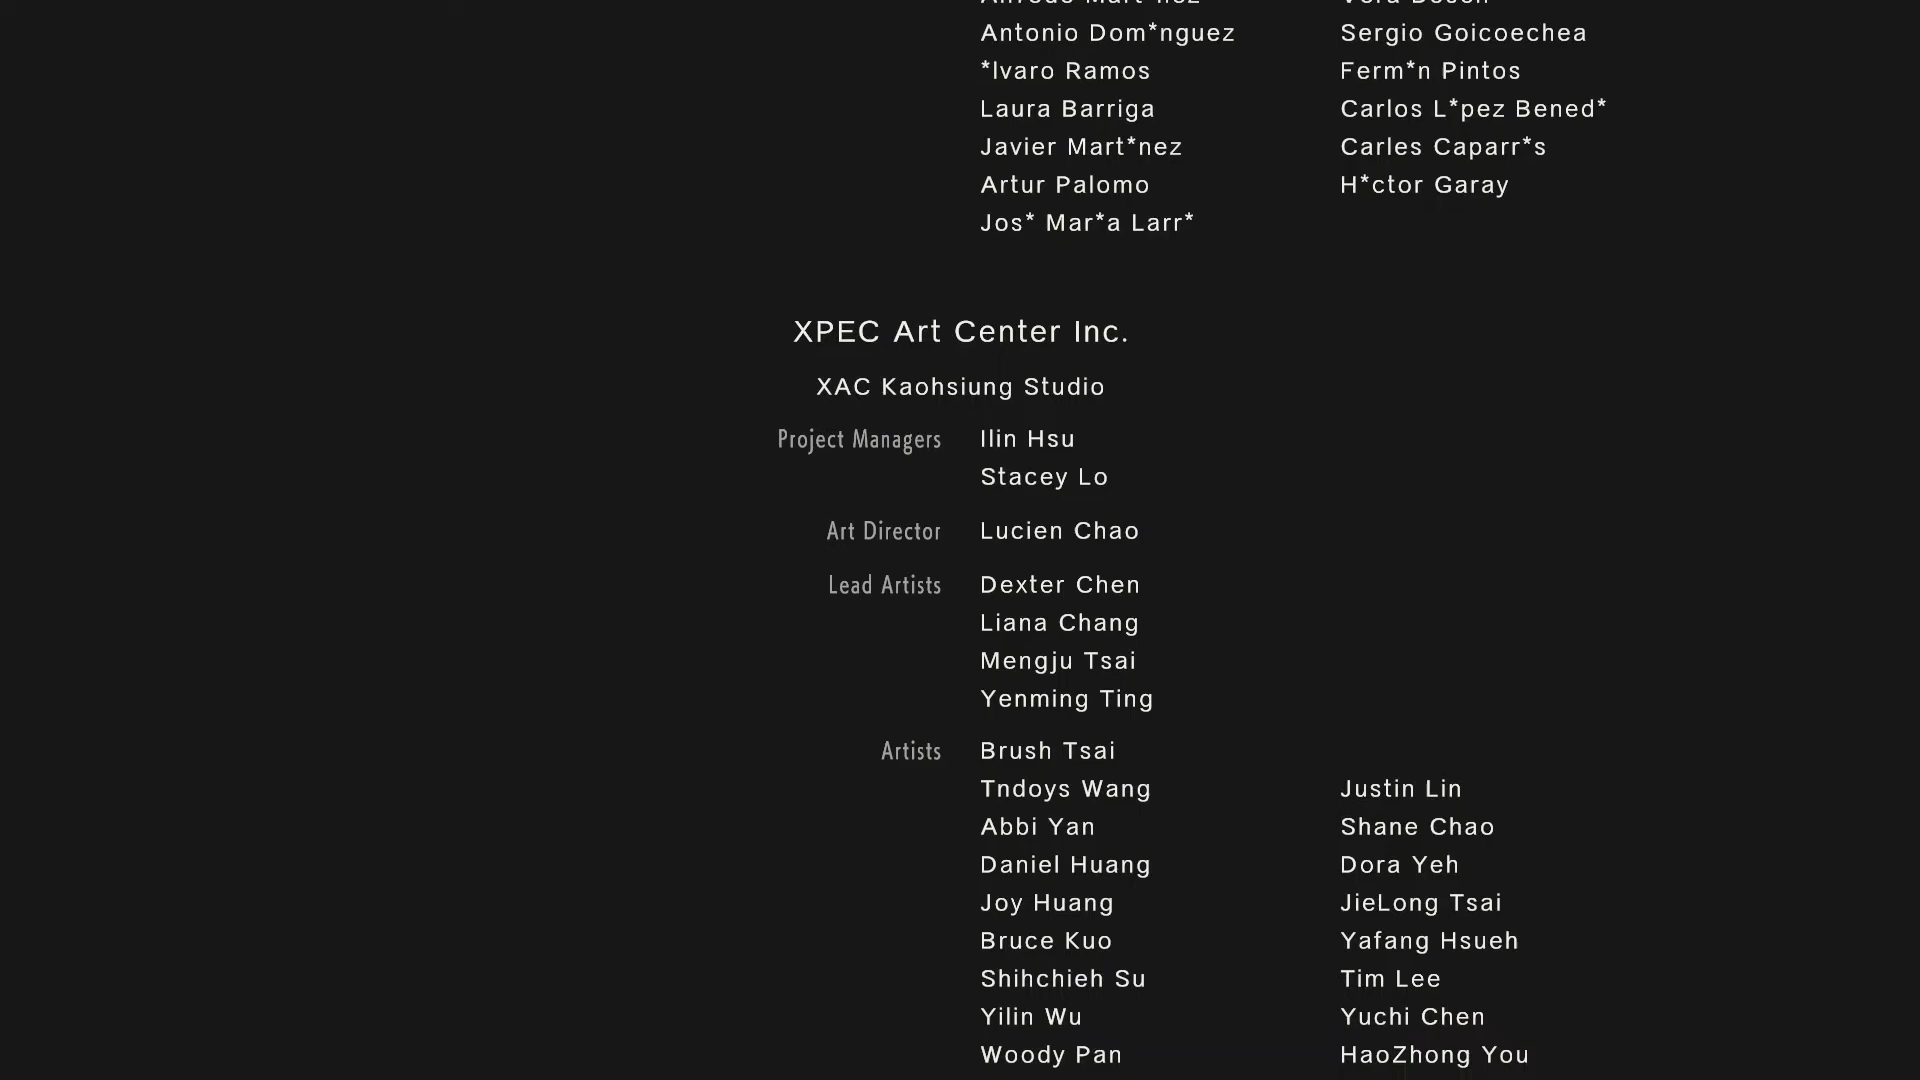 Antonio Dom*nguez Sergio Goicoechea
*lvaro Ramos Ferm*n Pintos
Laura Barriga Carlos L*pez Bened*
Javier Mart*nez Carles Caparr*s
Artur Palomo H*ctor Garay
Jos* Mar*a Larr*
XPEC Art Center Inc.
XAC Kaohsiung Studio
Project Managers Ilin Hsu
Stacey Lo
Art Director Lucien Chao
Lead Artists Dexter Chen
Liana Chang
Mengju Tsai
Yenming Ting
Artists Brush Tsai
Tndoys Wang Justin Lin
Abbi Yan Shane Chao
Daniel Huang Dora Yeh
Joy Huang JieLong Tsai
Bruce Kuo Yafang Hsueh
Shihchieh Su Tim Lee
Yilin Wu Yuchi Chen
Woody Pan HaoZhong You